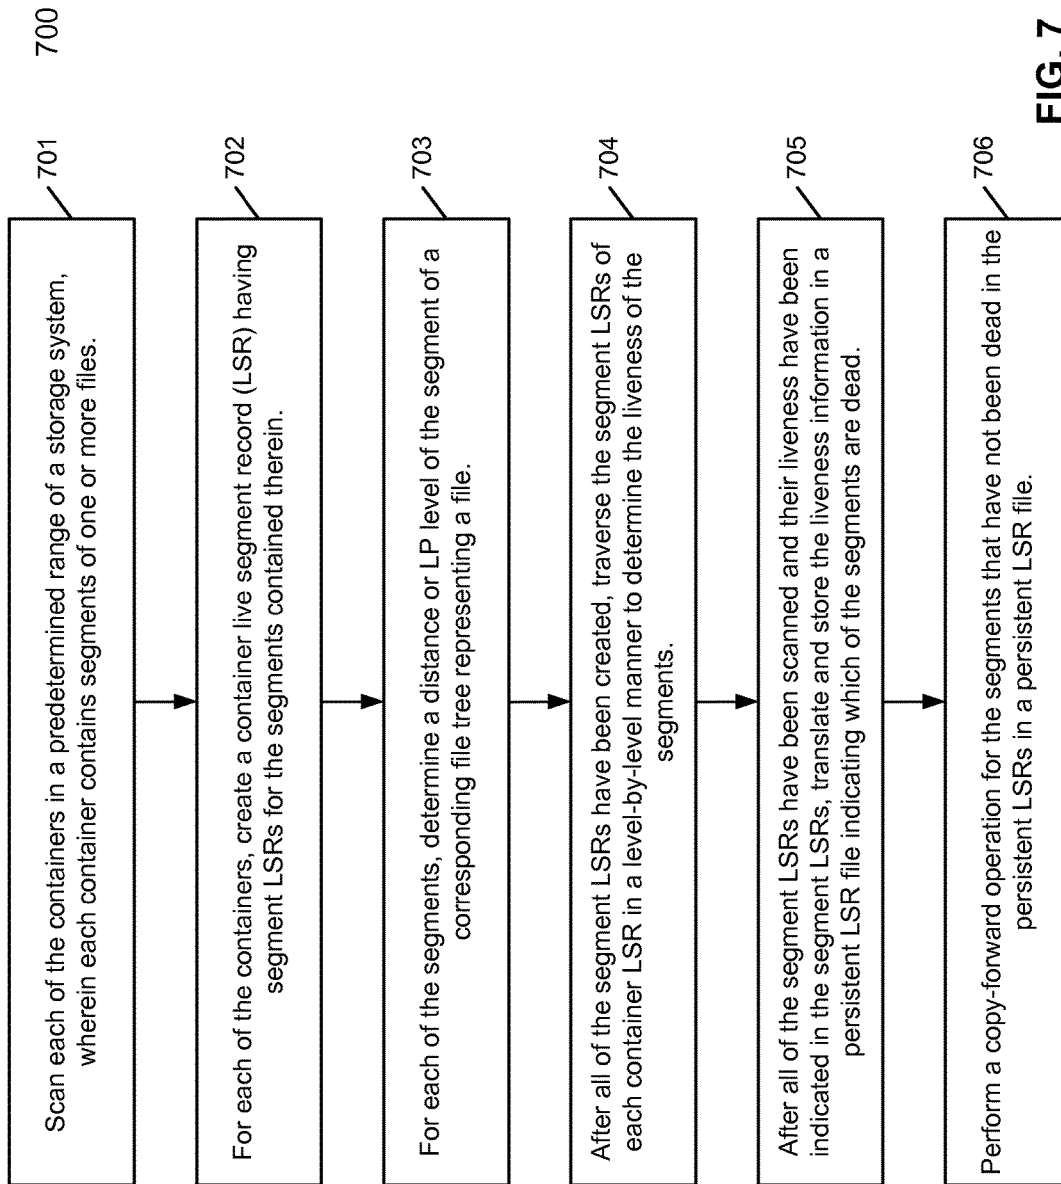 700
701
Scan each of the containers in a predetermined range of a storage system,
wherein each container contains segments of one or more files.
702
For each of the containers, create a container live segment record (LSR) having
segment LSRs for the segments contained therein.
703
For each of the segments, determine a distance or LP level of the segment of a
corresponding file tree representing a file.
704
After all of the segment LSRs have been created, traverse the segment LSRs of
each container LSR in a level-by-level manner to determine the liveness of the
segments.
705
After all of the segment LSRs have been scanned and their liveness have been
indicated in the segment LSRs, translate and store the liveness information in a
persistent LSR file indicating which of the segments are dead.
706
Perform a copy-forward operation for the segments that have not been dead in the
persistent LSRs in a persistent LSR file.
FIG. 7